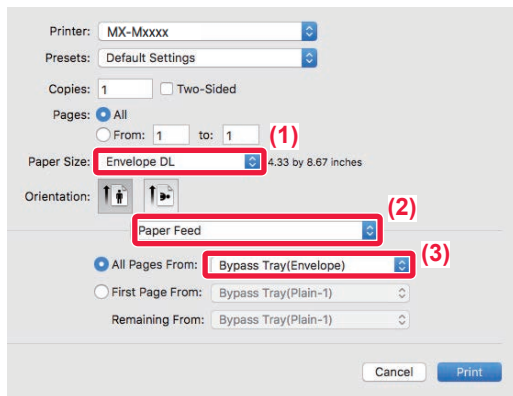 Printer: MX-Mxxxx
Presets: Default Settings
Copies: 1 Two-Sided
Pages: All
From: 1 to: 1 (1)
Paper Size: Envelope DL 4.33 by 8.67 inches
Orientation:
(2)
Paper Feed
(3)
All Pages From: Bypass Tray(Envelope)
First Page From: Bypass Tray(Plain-1)
Remaining From: Bypass Tray(Plain-1)
Cancel Print